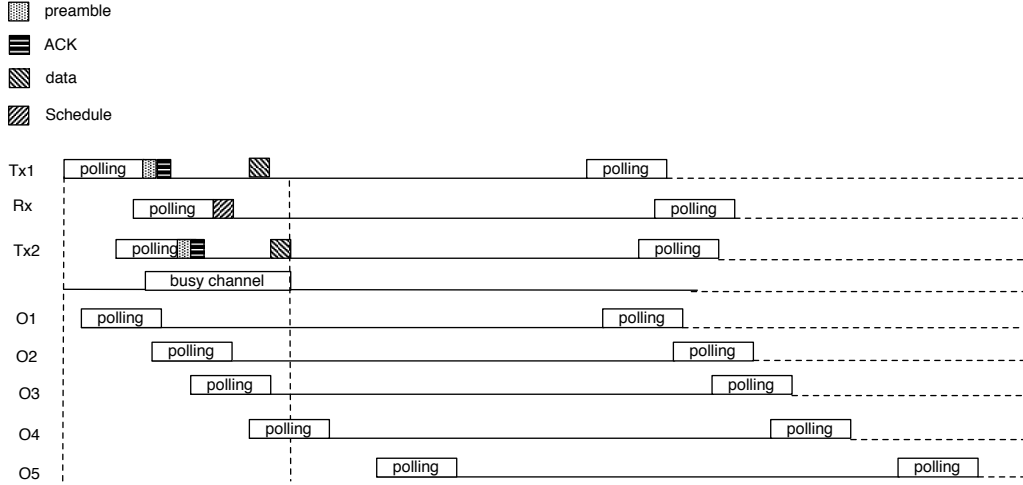 preamble
ACK
data
Schedule
Tx1 polling polling
Rx polling polling
Tx2 polling polling
busy channel
O1 polling polling
O2 polling polling
O3 polling polling
O4 polling polling
O5 polling polling